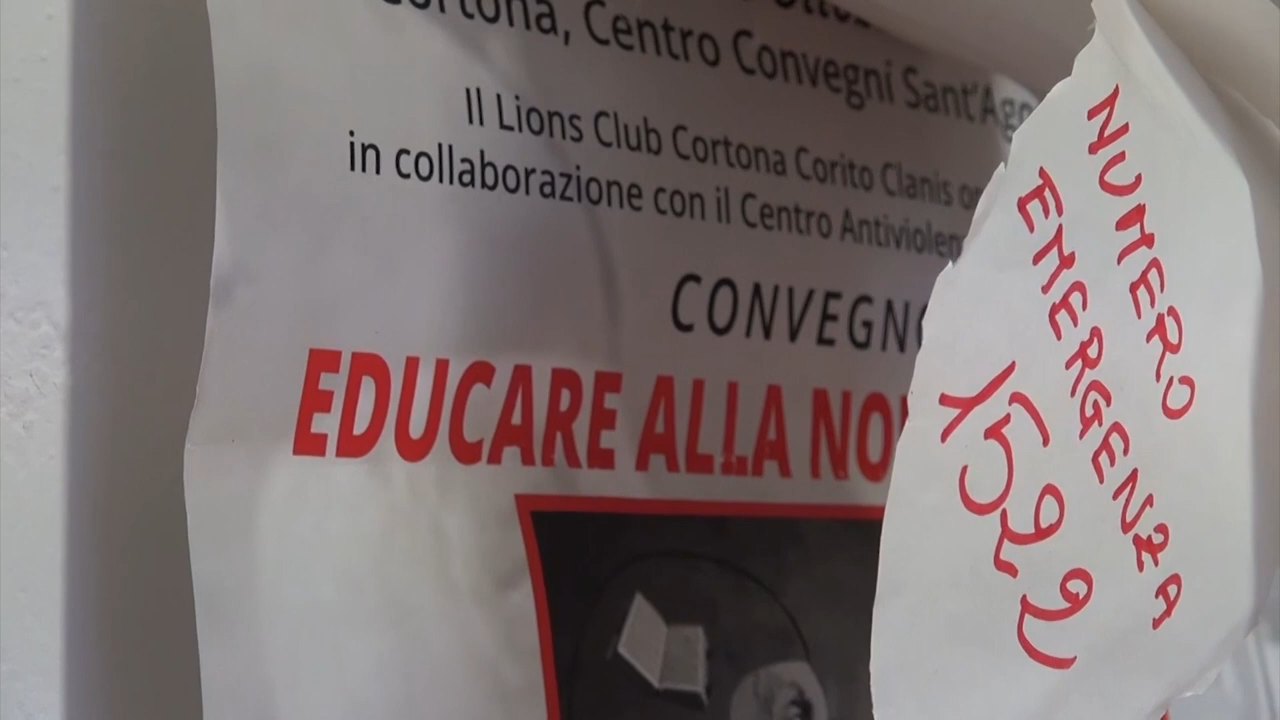 Cortona, Centro Convegni Sant'Ago
Il Lions Club Cortona Corito Clanis
in collaborazione con il Centro Antiviolen
CONVEGNO
EDUCARE ALLA NO
NUMERO
EMERGENZA
1522